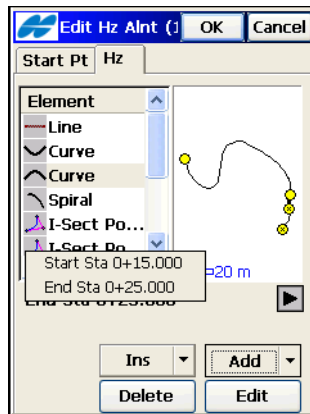 Edit Hz Alnt (1
OK
Cancel
Start Pt
Hz
Element
Line
Curve
Curve
Spiral
I-Sect Po...
I-Sect Po
Start Sta 0+15.000
End Sta 0+25.000
=20 m
Ins
Add
Delete
Edit